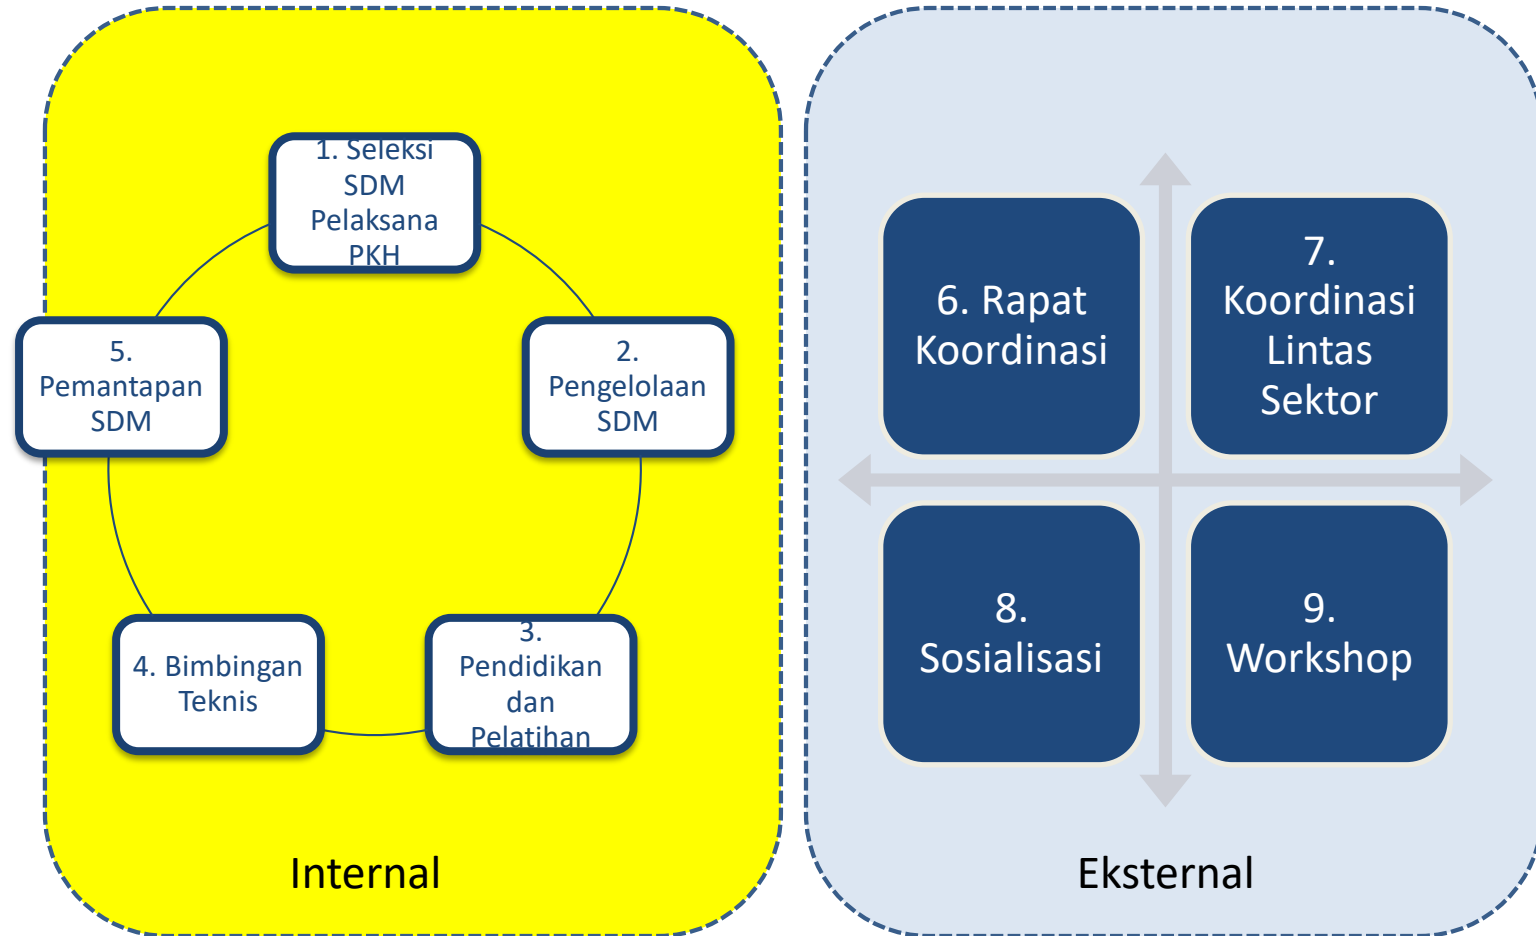 1. Seleksi
SDM
Pelaksana
PKH
2.
Pengelolaan
SDM
3.
Pendidikan
dan
Pelatihan
4. Bimbingan
Teknis
5.
Pemantapan
SDM
Internal
6. Rapat
Koordinasi
7.
Koordinasi
Lintas
Sektor
8.
Sosialisasi
9.
Workshop
Eksternal